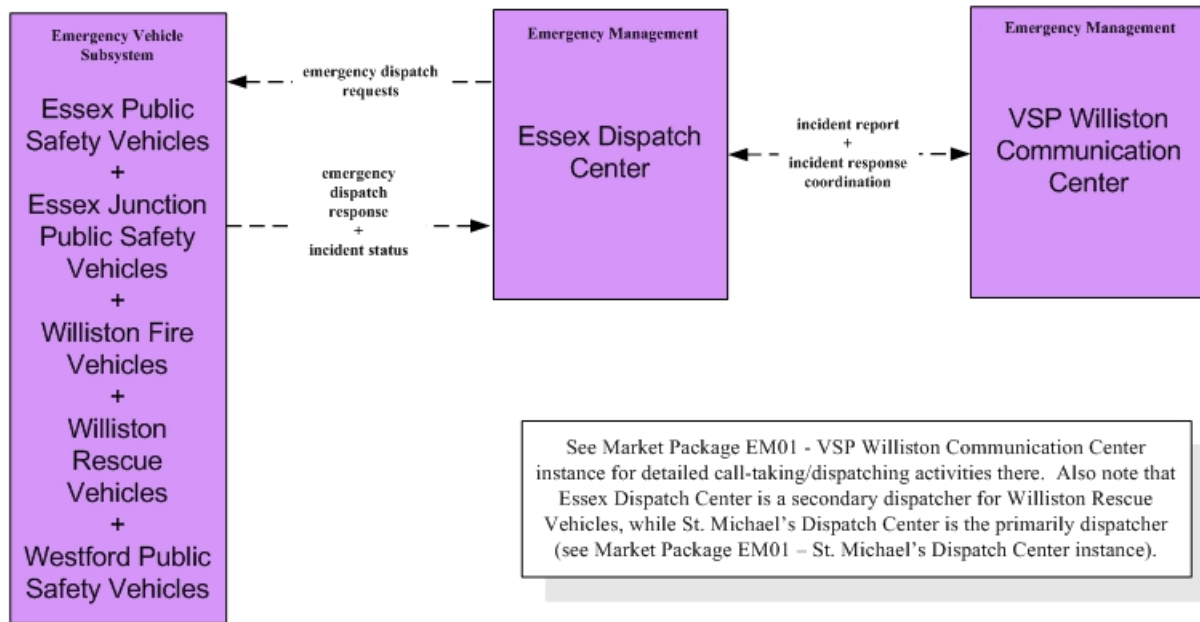 Emergency Vehicle
Subsystem
Essex Public
Safety Vehicles
+
Essex Junction
Public Safety
Vehicles
+
Williston Fire
Vehicles
+
Williston
Rescue
Vehicles
+
Westford Public
Safety Vehicles
emergency dispatch
requests
emergency
dispatch
response
+
incident status
Emergency Management
Essex Dispatch
Center
incident report
+
incident response
coordination
Emergency Management
VSP Williston
Communication
Center
See Market Package EM01 - VSP Williston Communication Center
instance for detailed call-taking/dispatching activities there.  Also note that
Essex Dispatch Center is a secondary dispatcher for Williston Rescue
Vehicles, while St. Michael's Dispatch Center is the primarily dispatcher
(see Market Package EM01 – St. Michael's Dispatch Center instance).